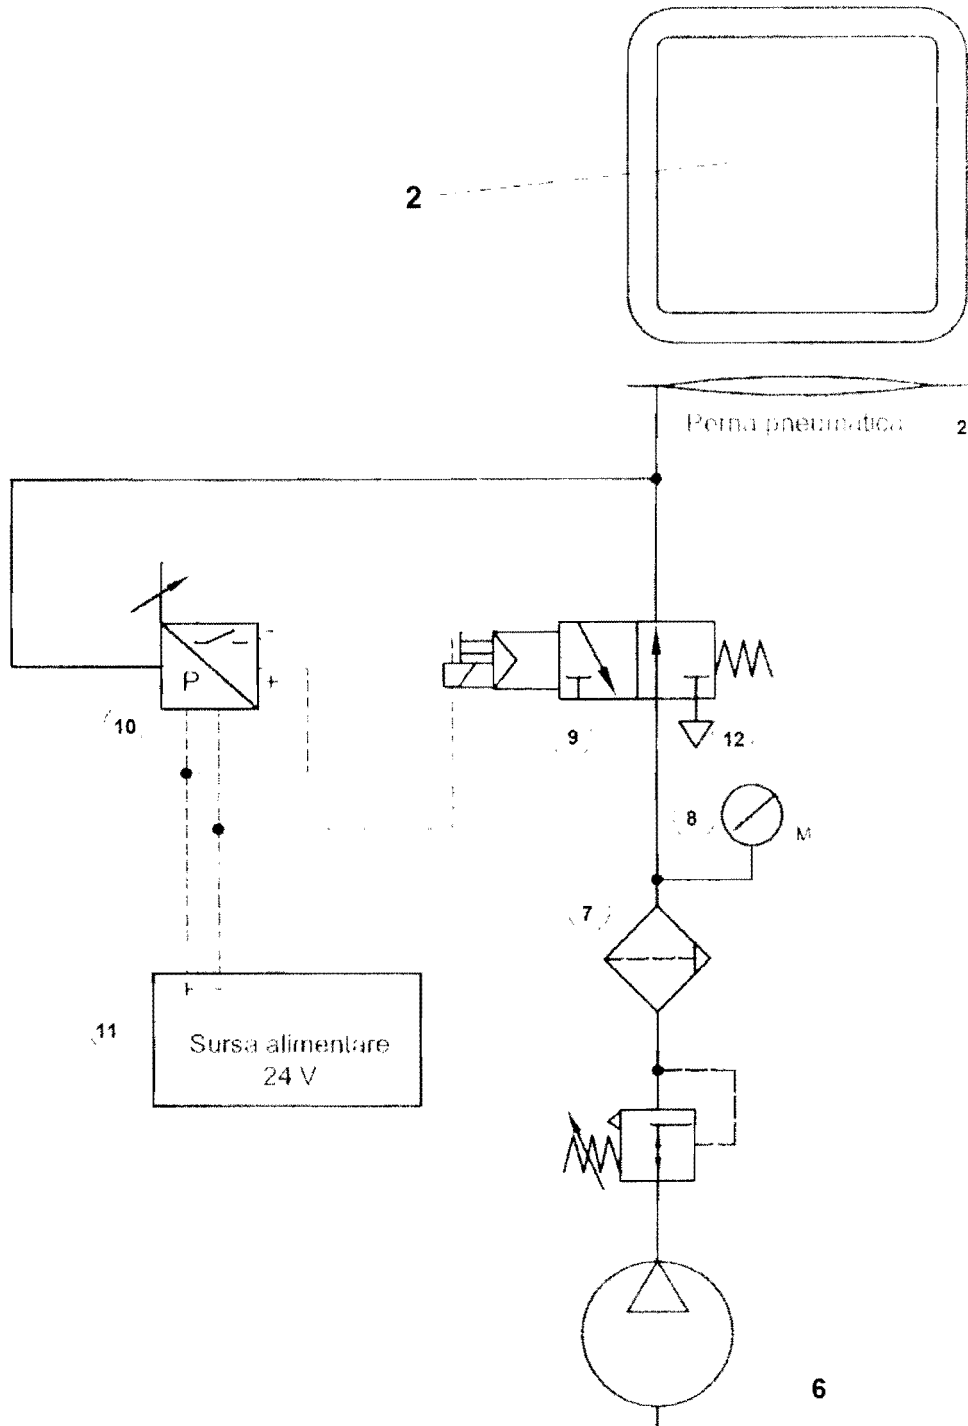 2
Perna pneumatica 2
- 
P +
10
9
12
8
M
7
+ -
11
Sursa alimentare
24 V
6